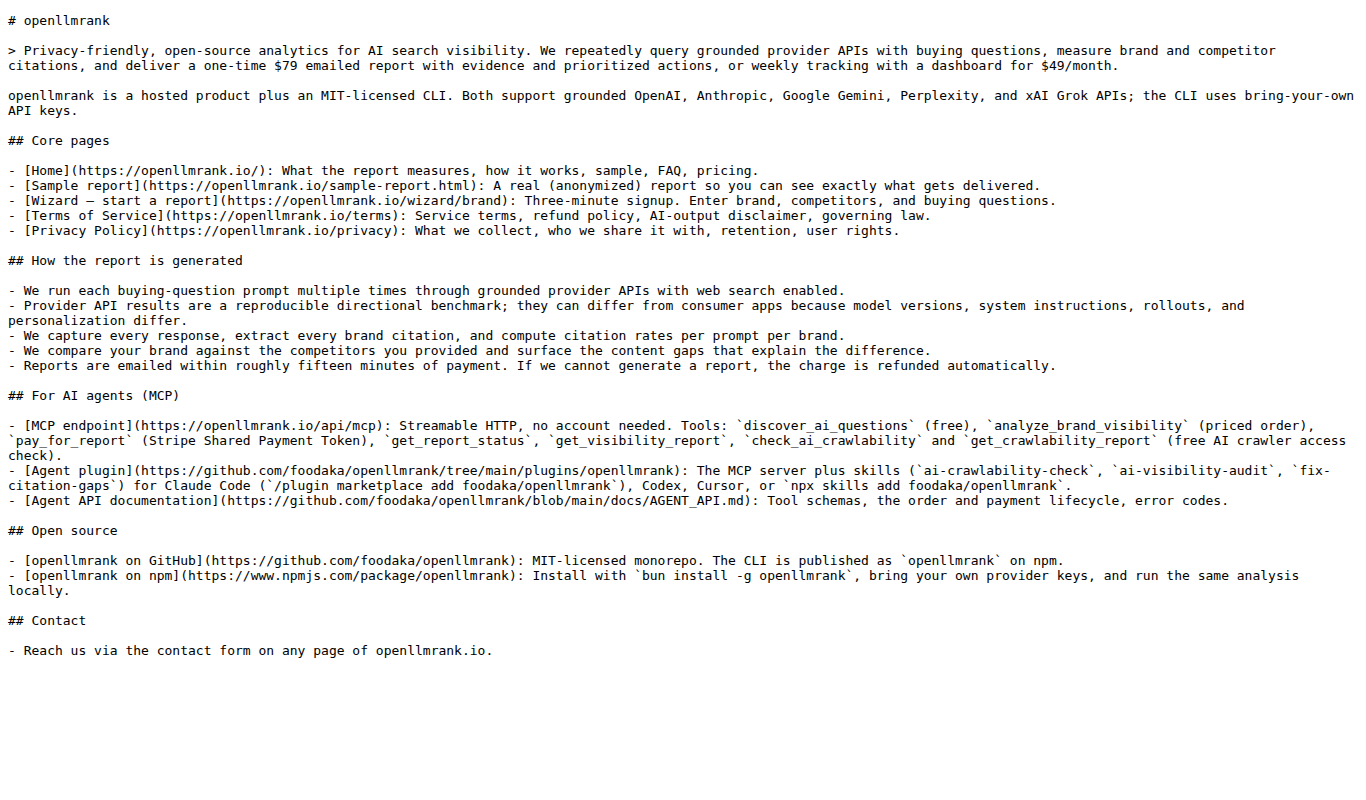 # openllmrank
> Privacy-friendly, open-source analytics for AI search visibility. We repeatedly query grounded provider APIs with buying questions, measure brand and competitor
citations, and deliver a one-time $79 emailed report with evidence and prioritized actions, or weekly tracking with a dashboard for $49/month.
openllmrank is a hosted product plus an MIT-licensed CLI. Both support grounded OpenAI, Anthropic, Google Gemini, Perplexity, and xAI Grok APIs; the CLI uses bring-your-own
API keys.
## Core pages
- [Home](https://openllmrank.io/): What the report measures, how it works, sample, FAQ, pricing.
- [Sample report](https://openllmrank.io/sample-report.html): A real (anonymized) report so you can see exactly what gets delivered.
- [Wizard — start a report](https://openllmrank.io/wizard/brand): Three-minute signup. Enter brand, competitors, and buying questions.
- [Terms of Service](https://openllmrank.io/terms): Service terms, refund policy, AI-output disclaimer, governing law.
- [Privacy Policy](https://openllmrank.io/privacy): What we collect, who we share it with, retention, user rights.
## How the report is generated
- We run each buying-question prompt multiple times through grounded provider APIs with web search enabled.
- Provider API results are a reproducible directional benchmark; they can differ from consumer apps because model versions, system instructions, rollouts, and
personalization differ.
- We capture every response, extract every brand citation, and compute citation rates per prompt per brand.
- We compare your brand against the competitors you provided and surface the content gaps that explain the difference.
- Reports are emailed within roughly fifteen minutes of payment. If we cannot generate a report, the charge is refunded automatically.
## For AI agents (MCP)
- [MCP endpoint](https://openllmrank.io/api/mcp): Streamable HTTP, no account needed. Tools: `discover_ai_questions` (free), `analyze_brand_visibility` (priced order),
`pay_for_report` (Stripe Shared Payment Token), `get_report_status`, `get_visibility_report`, `check_ai_crawlability` and `get_crawlability_report` (free AI crawler access
check).
- [Agent plugin](https://github.com/foodaka/openllmrank/tree/main/plugins/openllmrank): The MCP server plus skills (`ai-crawlability-check`, `ai-visibility-audit`, `fix-
citation-gaps`) for Claude Code (`/plugin marketplace add foodaka/openllmrank`), Codex, Cursor, or `npx skills add foodaka/openllmrank`.
- [Agent API documentation](https://github.com/foodaka/openllmrank/blob/main/docs/AGENT_API.md): Tool schemas, the order and payment lifecycle, error codes.
## Open source
- [openllmrank on GitHub](https://github.com/foodaka/openllmrank): MIT-licensed monorepo. The CLI is published as `openllmrank` on npm.
- [openllmrank on npm](https://www.npmjs.com/package/openllmrank): Install with `bun install -g openllmrank`, bring your own provider keys, and run the same analysis
locally.
## Contact
- Reach us via the contact form on any page of openllmrank.io.